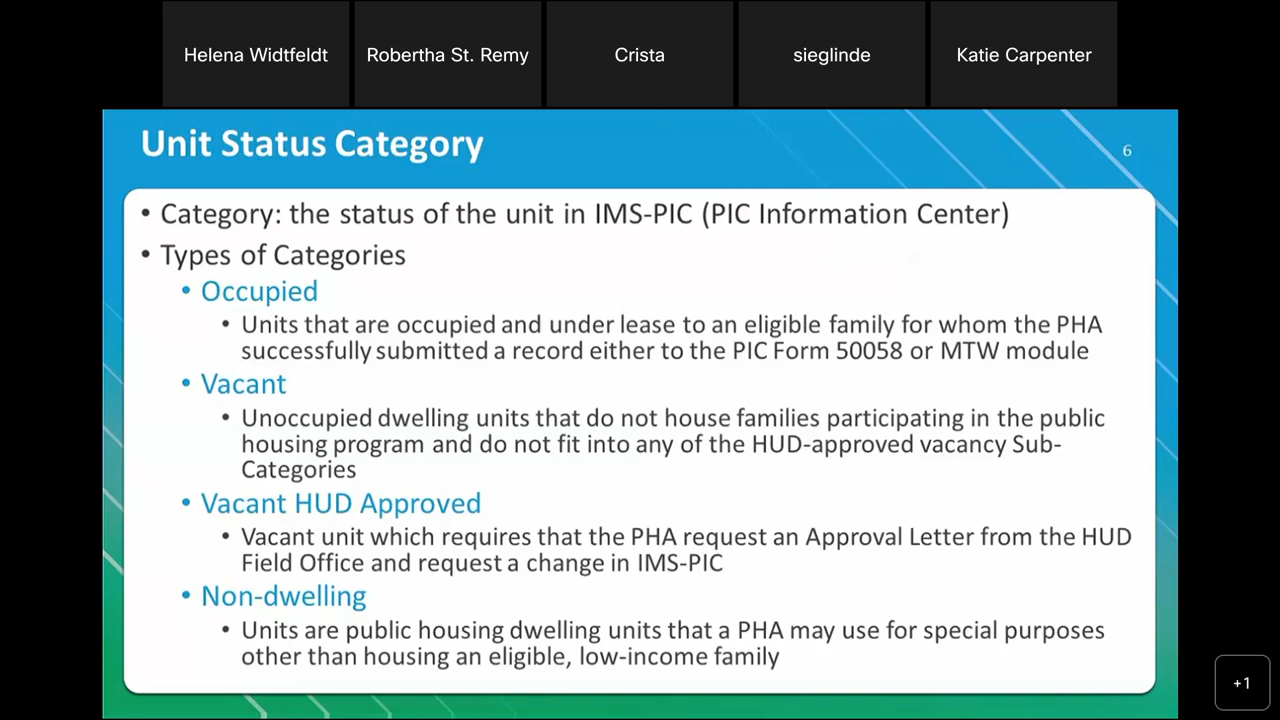 Helena Widtfeldt
Robertha St. Remy
Crista
sieglinde
Katie Carpenter
Unit Status Category
6
• Category: the status of the unit in IMS-PIC (PIC Information Center)
• Types of Categories
• Occupied
• Units that are occupied and under lease to an eligible family for whom the PHA
successfully submitted a record either to the PIC Form 50058 or MTW module
• Vacant
• Unoccupied dwelling units that do not house families participating in the public
housing program and do not fit into any of the HUD-approved vacancy Sub-
Categories
• Vacant HUD Approved
• Vacant unit which requires that the PHA request an Approval Letter from the HUD
Field Office and request a change in IMS-PIC
• Non-dwelling
• Units are public housing dwelling units that a PHA may use for special purposes
other than housing an eligible, low-income family
+1